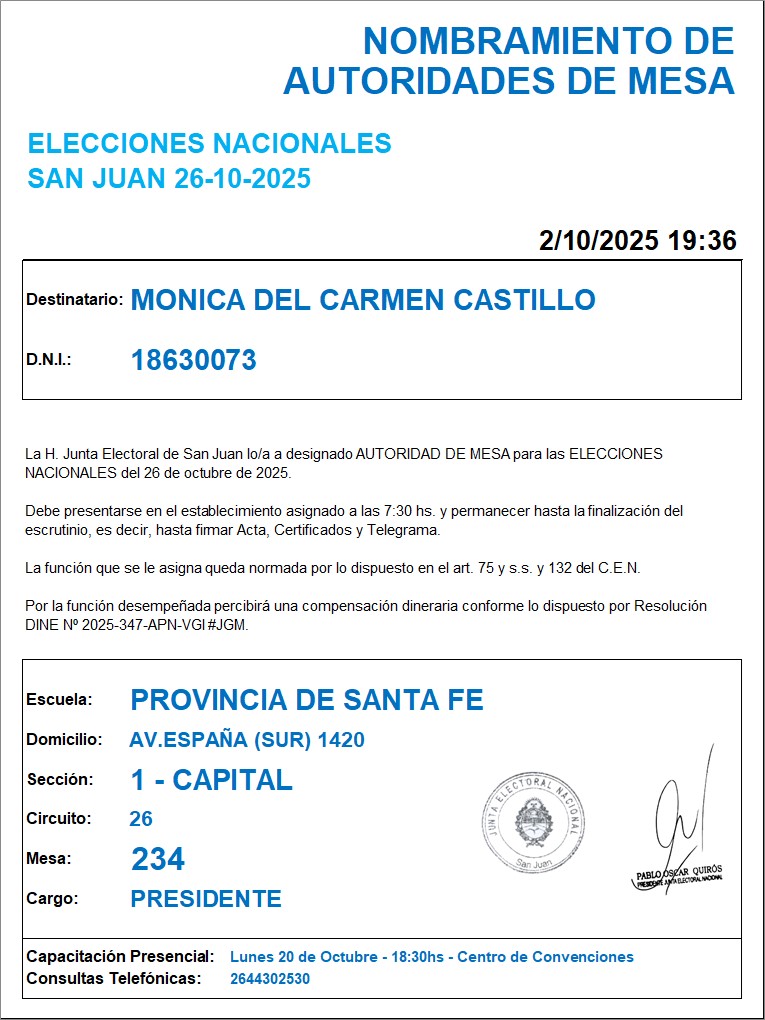 NOMBRAMIENTO DE
AUTORIDADES DE MESA
ELECCIONES NACIONALES
SAN JUAN 26-10-2025
2/10/2025 19:36
Destinatario: MONICA DEL CARMEN CASTILLO
D.N.I.: 18630073
La H. Junta Electoral de San Juan lo/a a designado AUTORIDAD DE MESA para las ELECCIONES
NACIONALES del 26 de octubre de 2025.
Debe presentarse en el establecimiento asignado a las 7:30 hs. y permanecer hasta la finalización del
escrutinio, es decir, hasta firmar Acta, Certificados y Telegrama.
La función que se le asigna queda normada por lo dispuesto en el art. 75 y s.s. y 132 del C.E.N.
Por la función desempeñada percibirá una compensación dineraria conforme lo dispuesto por Resolución
DINE Nº 2025-347-APN-VGI#JGM.
Escuela: PROVINCIA DE SANTA FE
Domicilio: AV.ESPAÑA (SUR) 1420
Sección: 1 - CAPITAL
Circuito: 26
Mesa: 234
Cargo: PRESIDENTE
JUNTA ELECTORAL NACIONAL
San Juan
PABLO OSCAR QUIRÓS
PRESIDENTE JUNTA ELECTORAL NACIONAL
Capacitación Presencial: Lunes 20 de Octubre - 18:30hs - Centro de Convenciones
Consultas Telefónicas: 2644302530